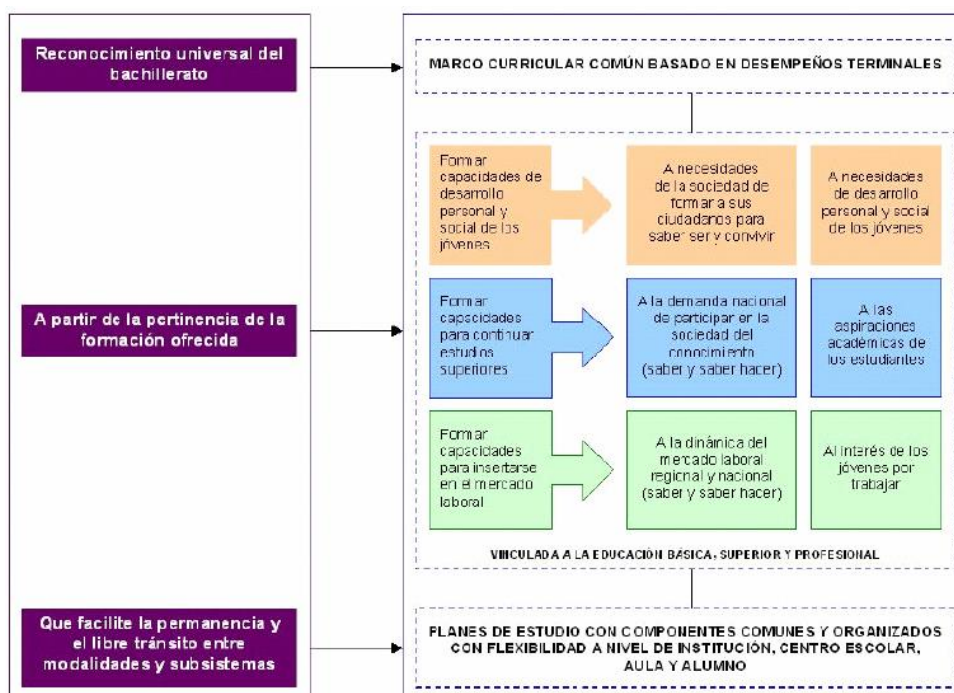 Reconocimiento universal del
bachillerato
MARCO CURRICULAR COMÚN BASADO EN DESEMPEÑOS TERMINALES
Formar
capacidades de
desarrollo
personal y
social de los
jóvenes
A necesidades
de la sociedad de
formar a sus
ciudadanos para
saber ser y convivir
A necesidades
de desarrollo
personal y social
de los jóvenes
A partir de la pertinencia de la
formación ofrecida
Formar
capacidades
para continuar
estudios
superiores
A la demanda nacional
de participar en la
sociedad del
conocimiento
(saber y saber hacer)
A las
aspiraciones
académicas de
los estudiantes
Formar
capacidades
para insertarse
en el mercado
laboral
A la dinámica del
mercado laboral
regional y nacional
(saber y saber hacer)
Al interés de los
jóvenes por
trabajar
VINCULADA A LA EDUCACIÓN BÁSICA, SUPERIOR Y PROFESIONAL
Que facilite la permanencia y
el libre tránsito entre
modalidades y subsistemas
PLANES DE ESTUDIO CON COMPONENTES COMUNES Y ORGANIZADOS
CON FLEXIBILIDAD A NIVEL DE INSTITUCIÓN, CENTRO ESCOLAR,
AULA Y ALUMNO